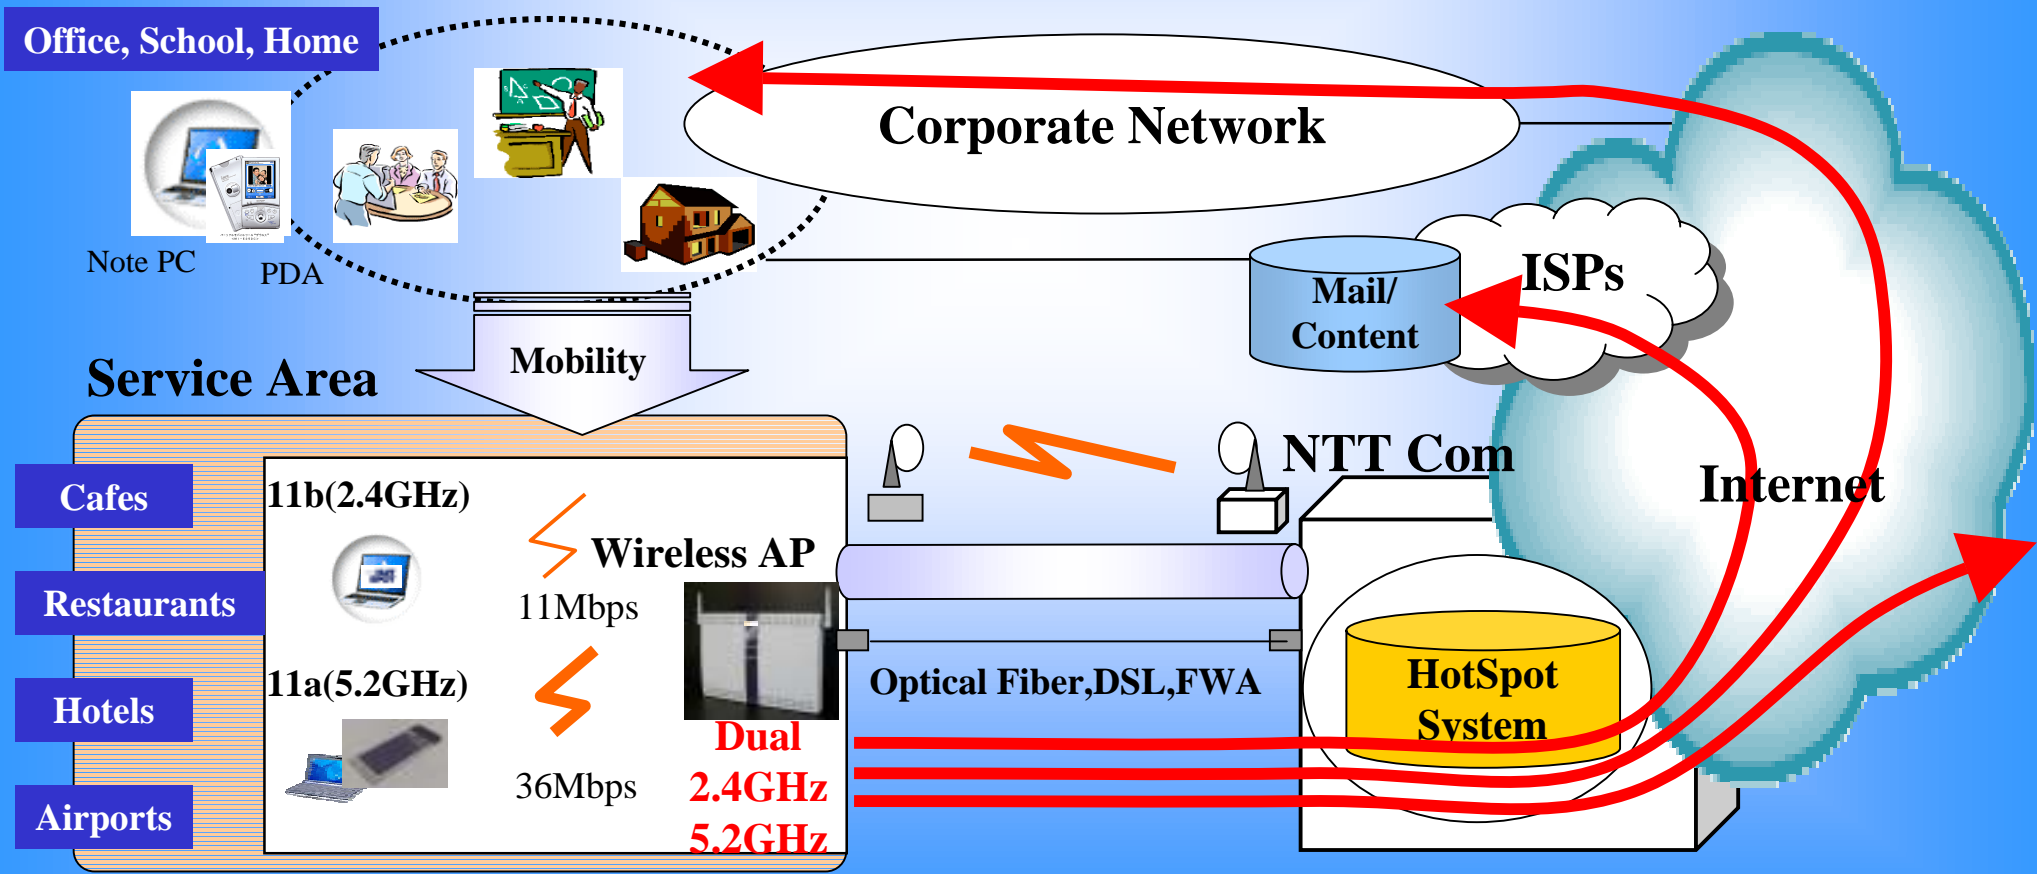 Office, School, Home
Corporate Network
Note PC
PDA
ISPs
Mail/
Content
Mobility
Service Area
NTT Com
Internet
Cafes
11b(2.4GHz)
Wireless AP
Restaurants
11Mbps
11a(5.2GHz)
Optical Fiber,DSL,FWA
HotSpot
System
Hotels
Dual
2.4GHz
5.2GHz
36Mbps
Airports